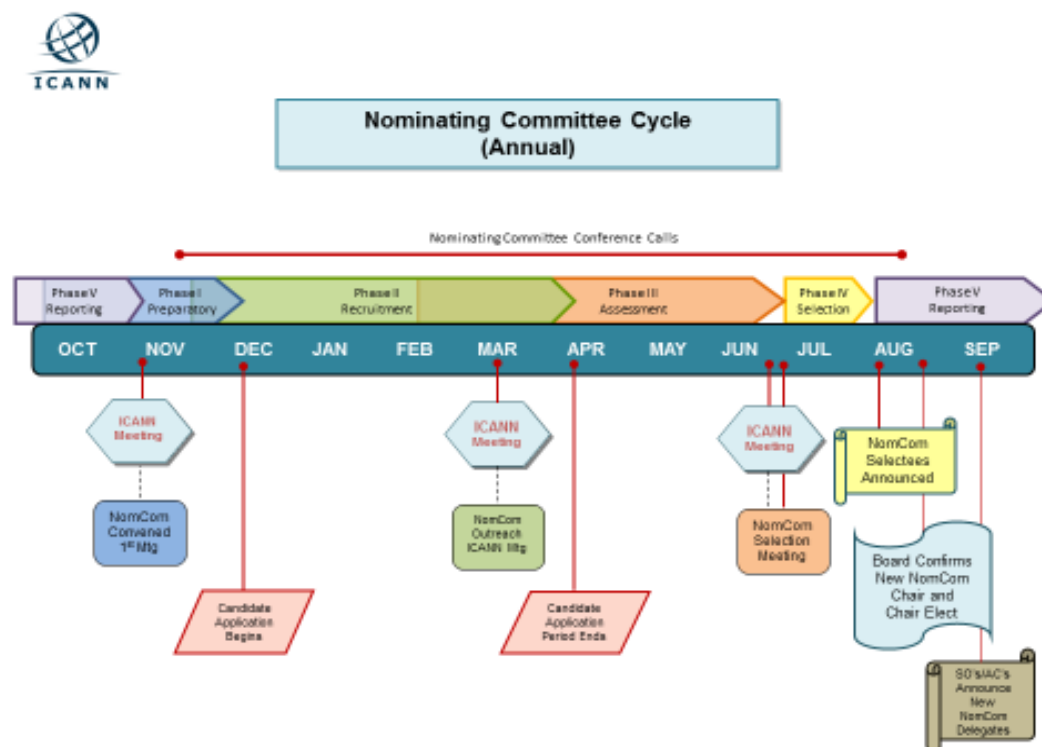 ICANN
Nominating Committee Cycle
(Annual)
Nominating Committee Conference Calls
Phase V
Reporting
Phase I
Preparatory
Phase II
Recruitment
Phase III
Assessment
Phase IV
Selection
Phase V
Reporting
OCT NOV DEC JAN FEB MAR APR MAY JUN JUL AUG SEP
ICANN
Meeting
ICANN
Meeting
ICANN
Meeting
NomCom
Selectees
Announced
NomCom
Convened
1st Mtg
NomCom
Outreach
ICANN Mtg
NomCom
Selection
Meeting
Board Confirms
New NomCom
Chair and
Chair Elect
Candidate
Application
Begins
Candidate
Application
Period Ends
SO's/AC's
Announce
New
NomCom
Delegates